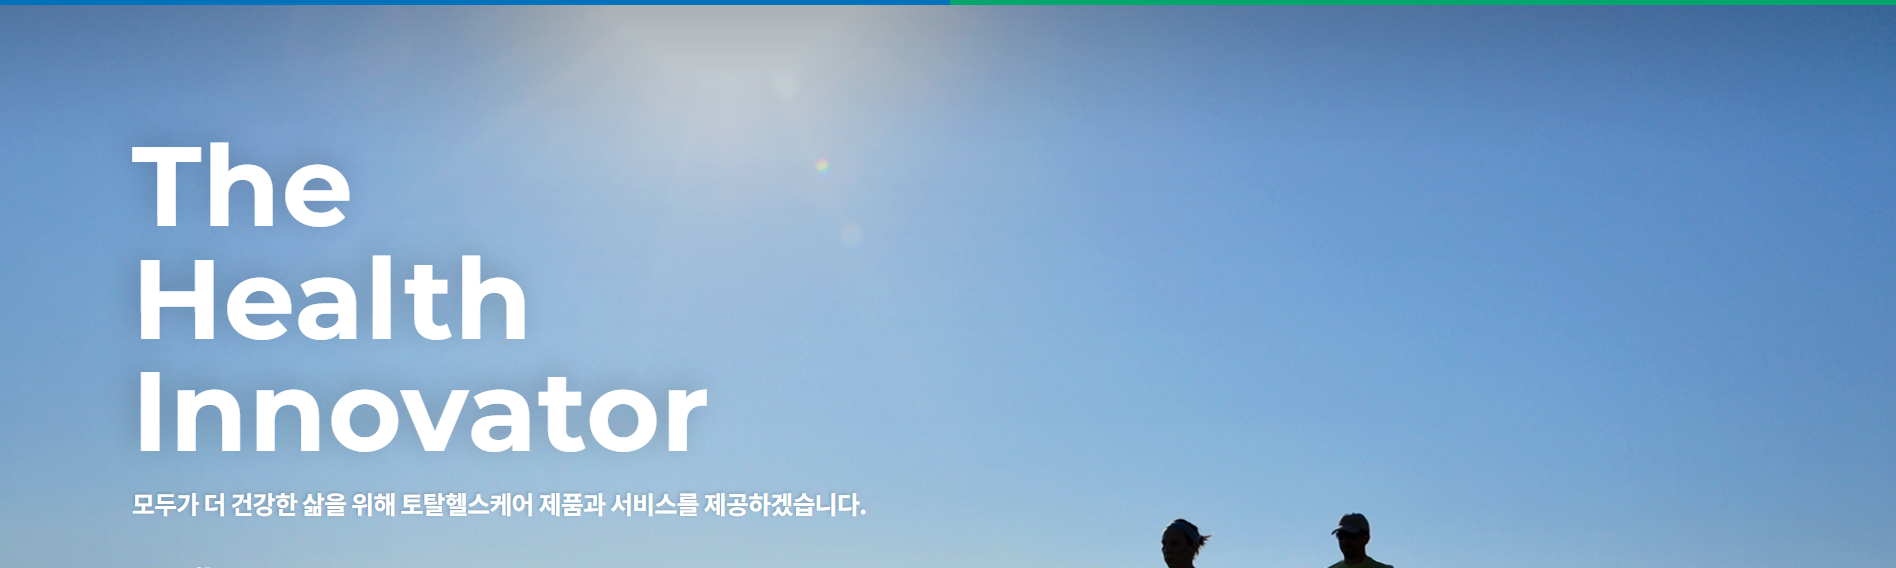 The
Health
Innovator
모두가 더 건강한 삶을 위해 토탈헬스케어 제품과 서비스를 제공하겠습니다.